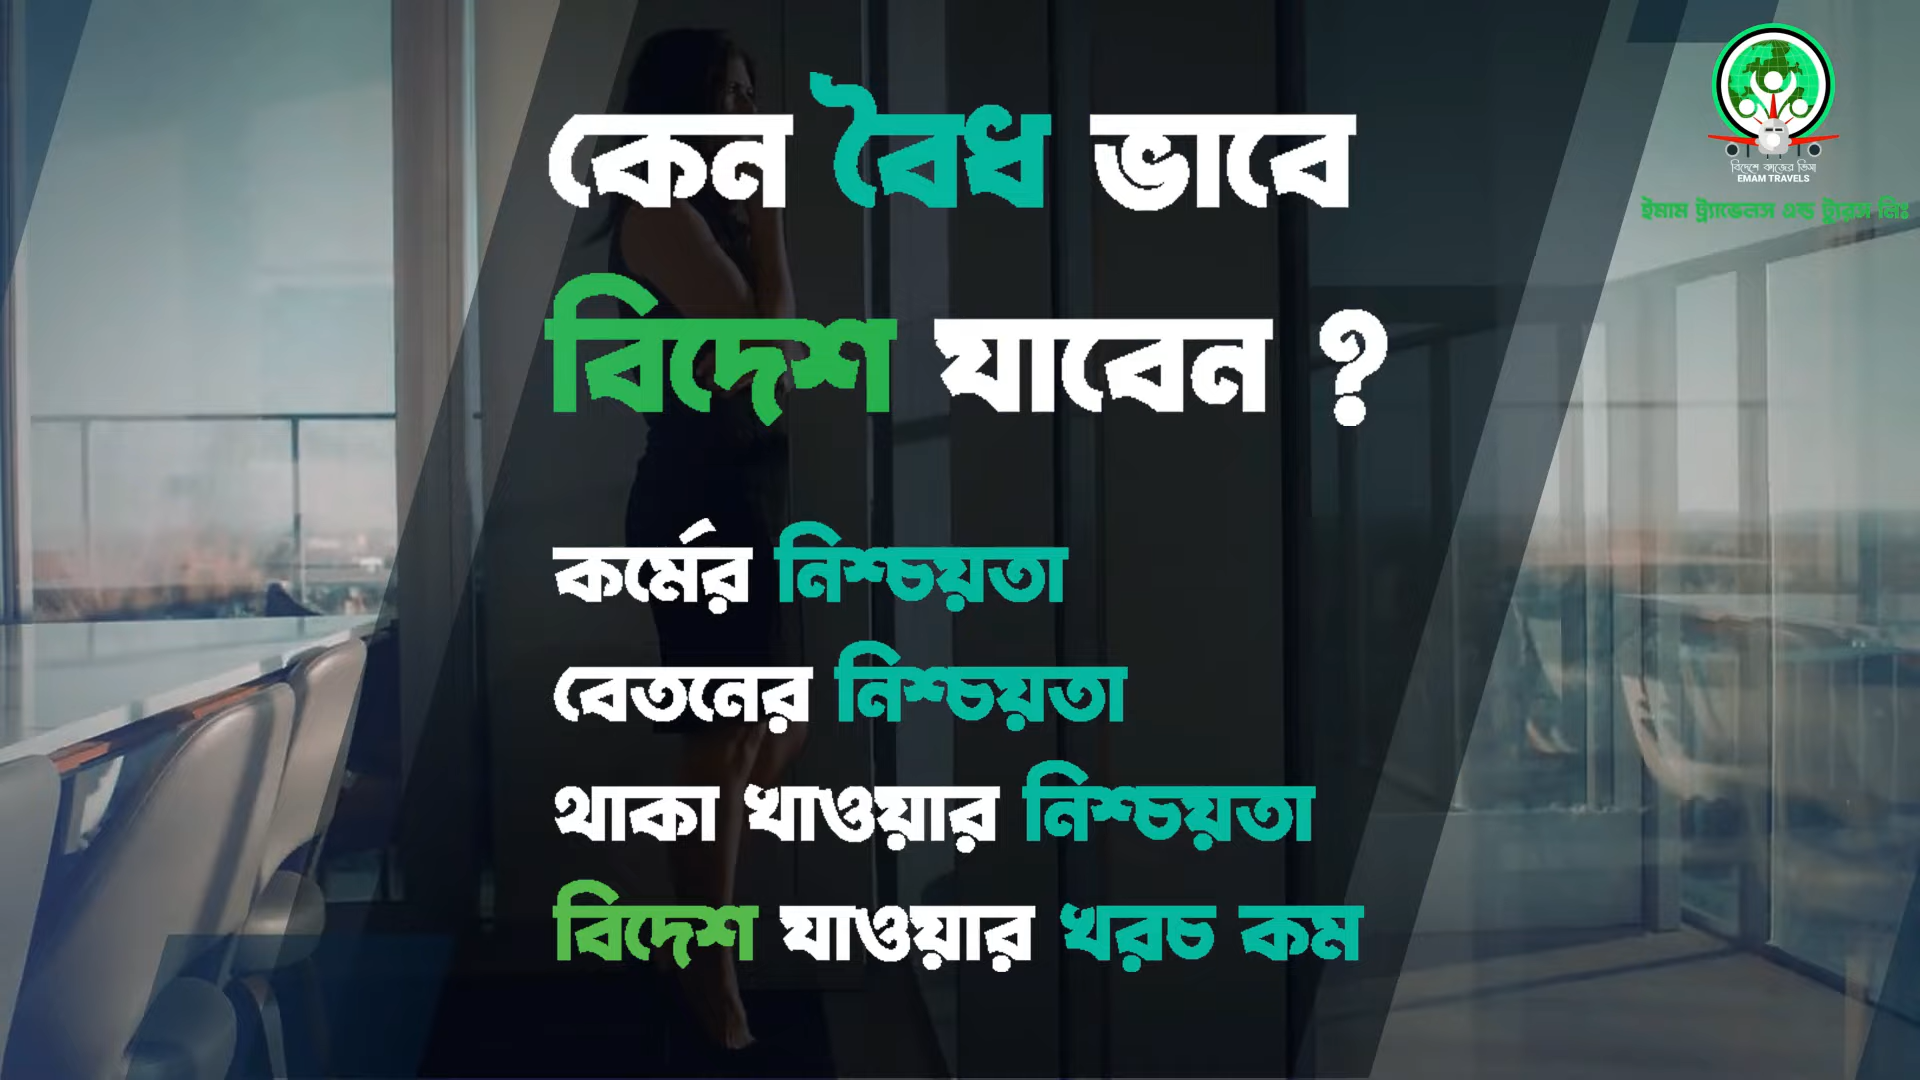 কেন বৈধ ভাবে
বিদেশ যাবেন ?
কর্মের নিশ্চয়তা
বেতনের নিশ্চয়তা
থাকা খাওয়ার নিশ্চয়তা
বিদেশ যাওয়ার খরচ কম
বিদেশে কাজের ভিসা
EMAM TRAVELS
ইমাম ট্র্যাভেলস এন্ড ট্যুরস লিঃ